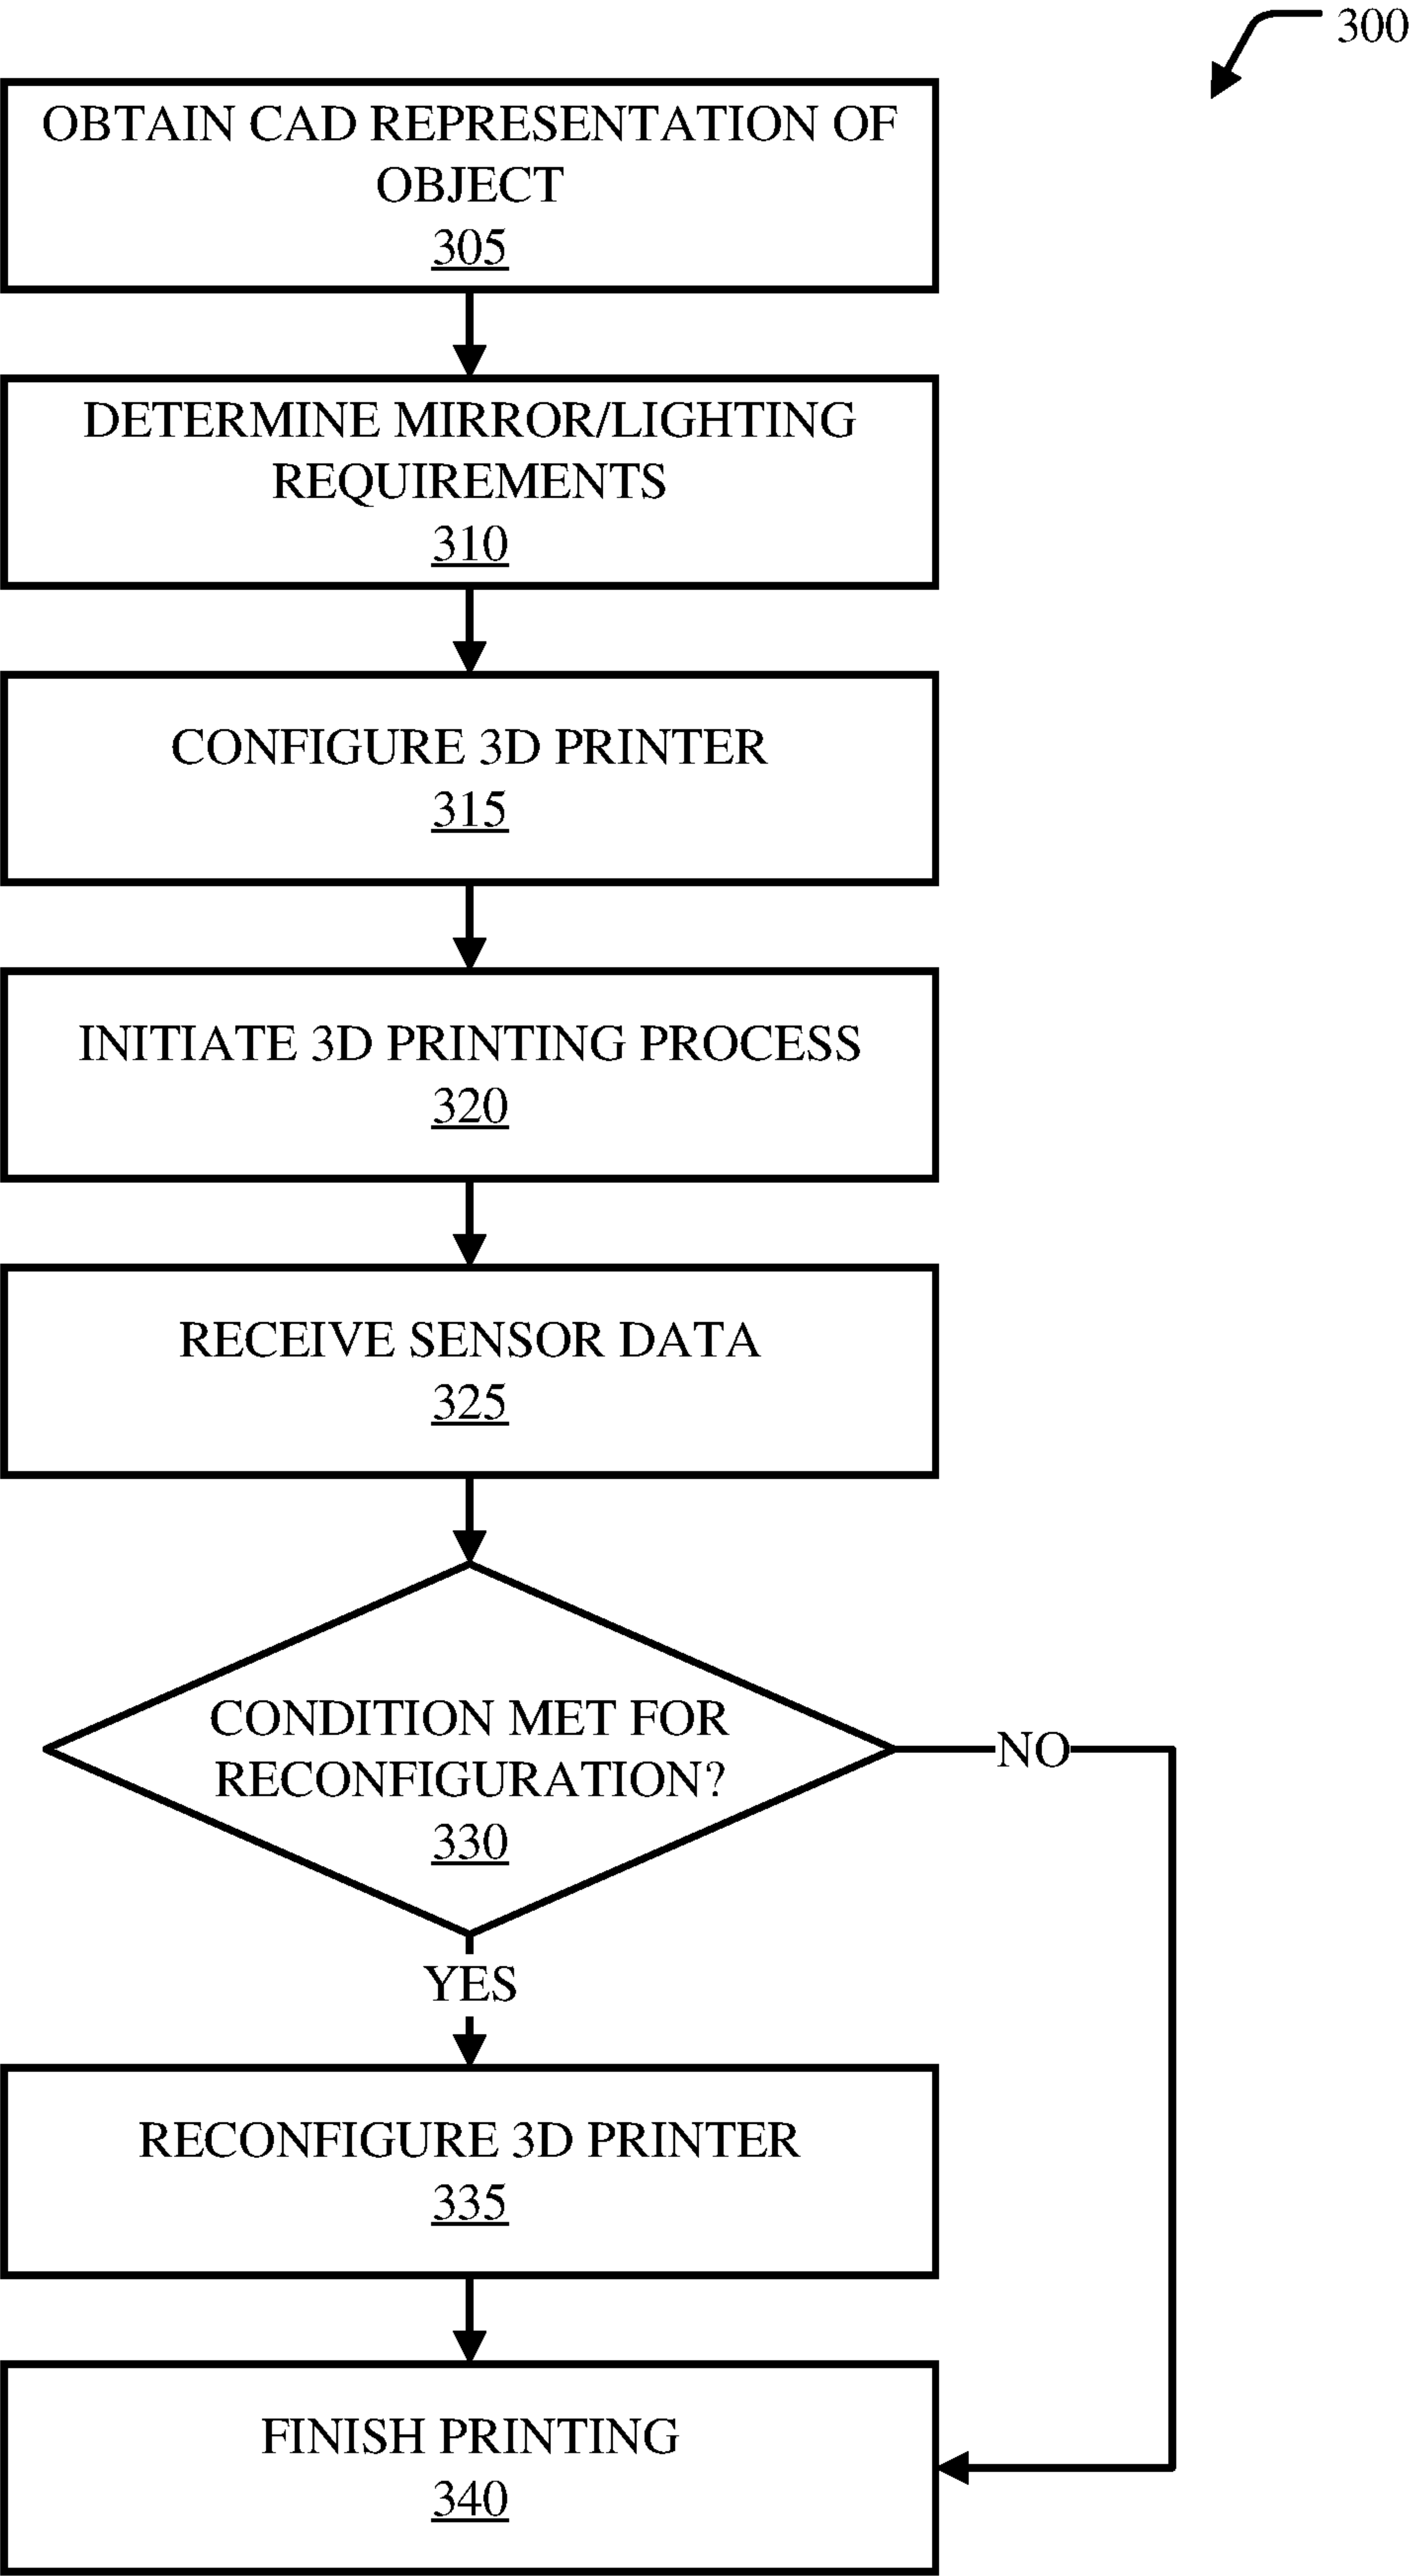 300
OBTAIN CAD REPRESENTATION OF
OBJECT
305
DETERMINE MIRROR/LIGHTING
REQUIREMENTS
310
CONFIGURE 3D PRINTER
315
INITIATE 3D PRINTING PROCESS
320
RECEIVE SENSOR DATA
325
CONDITION MET FOR
RECONFIGURATION?
330
NO
YES
RECONFIGURE 3D PRINTER
335
FINISH PRINTING
340